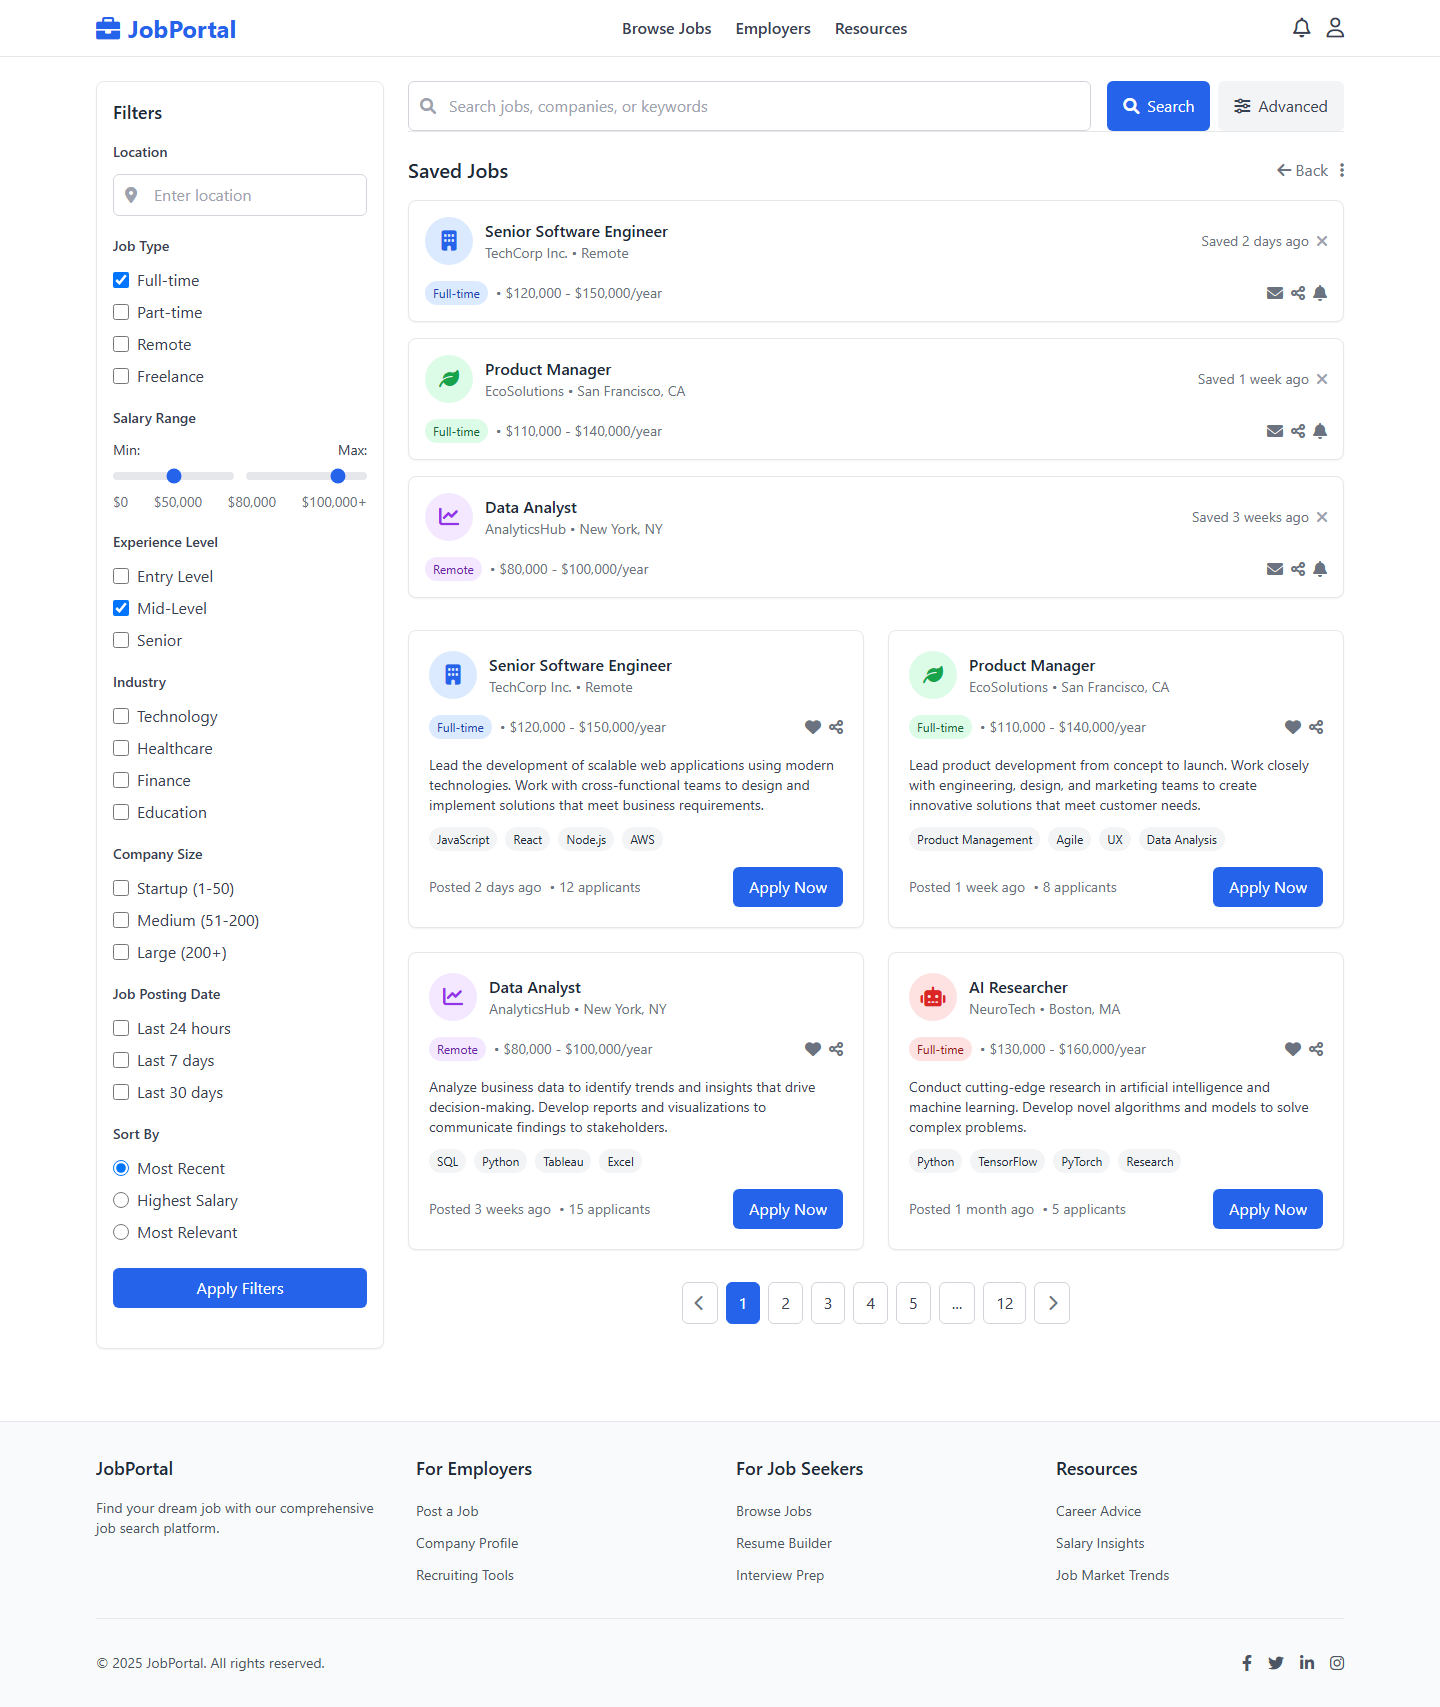 JobPortal
Browse Jobs
Employers
Resources
Filters
Location
Enter location
Job Type
Full-time
Part-time
Remote
Freelance
Salary Range
Min: Max:
$0 $50,000 $80,000 $100,000+
Experience Level
Entry Level
Mid-Level
Senior
Industry
Technology
Healthcare
Finance
Education
Company Size
Startup (1-50)
Medium (51-200)
Large (200+)
Job Posting Date
Last 24 hours
Last 7 days
Last 30 days
Sort By
Most Recent
Highest Salary
Most Relevant
Apply Filters
Search jobs, companies, or keywords
Search
Advanced
Saved Jobs
Back
Senior Software Engineer
TechCorp Inc. • Remote
Saved 2 days ago
Full-time • $120,000 - $150,000/year
Product Manager
EcoSolutions • San Francisco, CA
Saved 1 week ago
Full-time • $110,000 - $140,000/year
Data Analyst
AnalyticsHub • New York, NY
Saved 3 weeks ago
Remote • $80,000 - $100,000/year
Senior Software Engineer
TechCorp Inc. • Remote
Full-time • $120,000 - $150,000/year
Lead the development of scalable web applications using modern
technologies. Work with cross-functional teams to design and
implement solutions that meet business requirements.
JavaScript React Node.js AWS
Posted 2 days ago • 12 applicants
Apply Now
Product Manager
EcoSolutions • San Francisco, CA
Full-time • $110,000 - $140,000/year
Lead product development from concept to launch. Work closely
with engineering, design, and marketing teams to create
innovative solutions that meet customer needs.
Product Management Agile UX Data Analysis
Posted 1 week ago • 8 applicants
Apply Now
Data Analyst
AnalyticsHub • New York, NY
Remote • $80,000 - $100,000/year
Analyze business data to identify trends and insights that drive
decision-making. Develop reports and visualizations to
communicate findings to stakeholders.
SQL Python Tableau Excel
Posted 3 weeks ago • 15 applicants
Apply Now
AI Researcher
NeuroTech • Boston, MA
Full-time • $130,000 - $160,000/year
Conduct cutting-edge research in artificial intelligence and
machine learning. Develop novel algorithms and models to solve
complex problems.
Python TensorFlow PyTorch Research
Posted 1 month ago • 5 applicants
Apply Now
1 2 3 4 5 ... 12
JobPortal
Find your dream job with our comprehensive
job search platform.
For Employers
Post a Job
Company Profile
Recruiting Tools
For Job Seekers
Browse Jobs
Resume Builder
Interview Prep
Resources
Career Advice
Salary Insights
Job Market Trends
© 2025 JobPortal. All rights reserved.